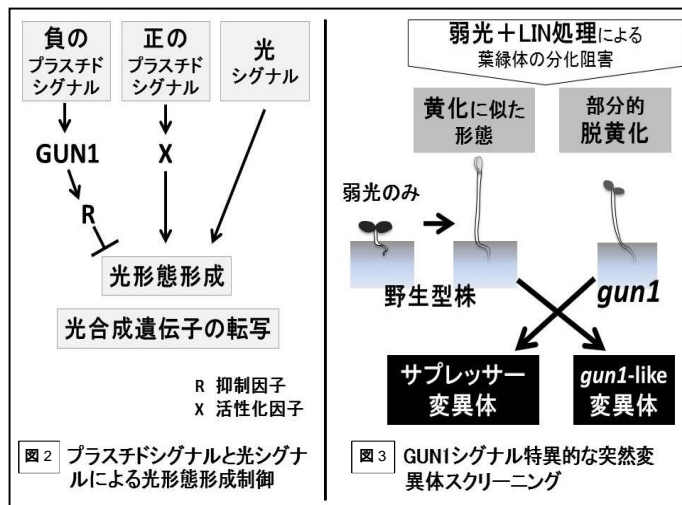 負の
プラスチド
シグナル
正の
プラスチド
シグナル
光
シグナル
GUN1
X
R
光形態形成
光合成遺伝子の転写
R 抑制因子
X 活性化因子
図2 プラスチドシグナルと光シグナ
ルによる光形態形成制御
弱光+LIN処理による
葉緑体の分化阻害
黄化に似た
形態
部分的
脱黄化
弱光のみ
野生型株
gun1
サプレッサー
変異体
gun1-like
変異体
図3 GUN1シグナル特異的な突然変
異体スクリーニング